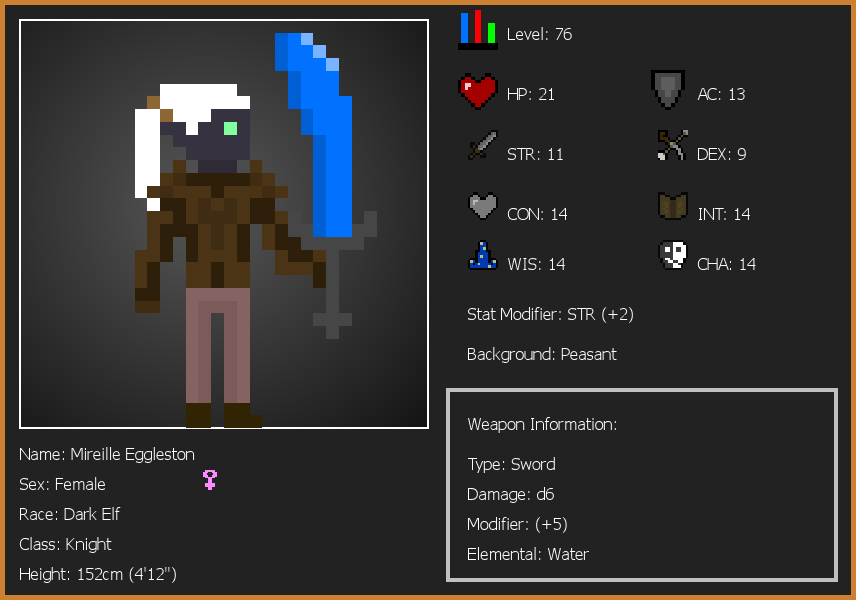 Level: 76
HP: 21
AC: 13
STR: 11
DEX: 9
CON: 14
INT: 14
WIS: 14
CHA: 14
Stat Modifier: STR (+2)
Background: Peasant
Weapon Information:
Type: Sword
Damage: d6
Modifier: (+5)
Elemental: Water
Name: Mireille Eggleston
Sex: Female
Race: Dark Elf
Class: Knight
Height: 152cm (4'12")